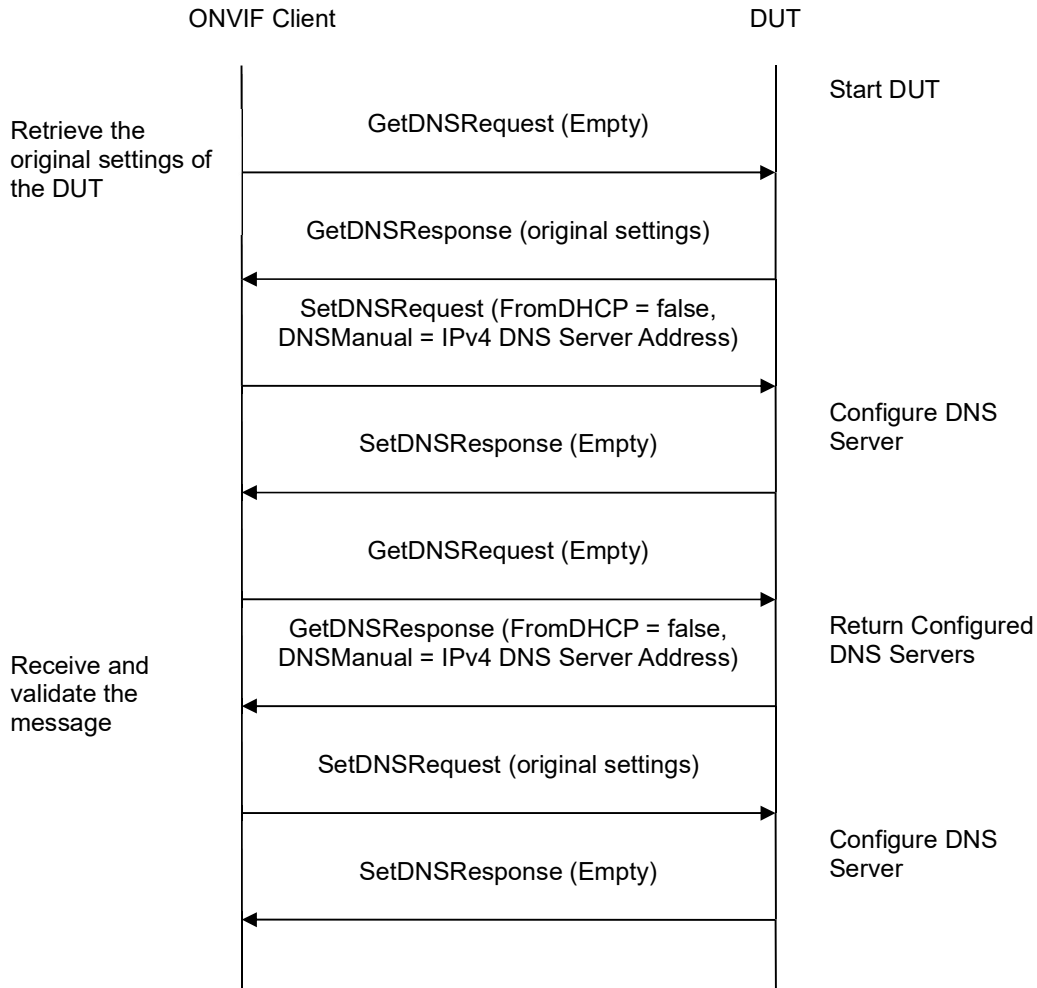 ONVIF Client
DUT
Start DUT
GetDNSRequest (Empty)
Retrieve the
original settings of
the DUT
GetDNSResponse (original settings)
SetDNSRequest (FromDHCP = false,
DNSManual = IPv4 DNS Server Address)
Configure DNS
Server
SetDNSResponse (Empty)
GetDNSRequest (Empty)
GetDNSResponse (FromDHCP = false,
DNSManual = IPv4 DNS Server Address)
Return Configured
DNS Servers
Receive and
validate the
message
SetDNSRequest (original settings)
Configure DNS
Server
SetDNSResponse (Empty)